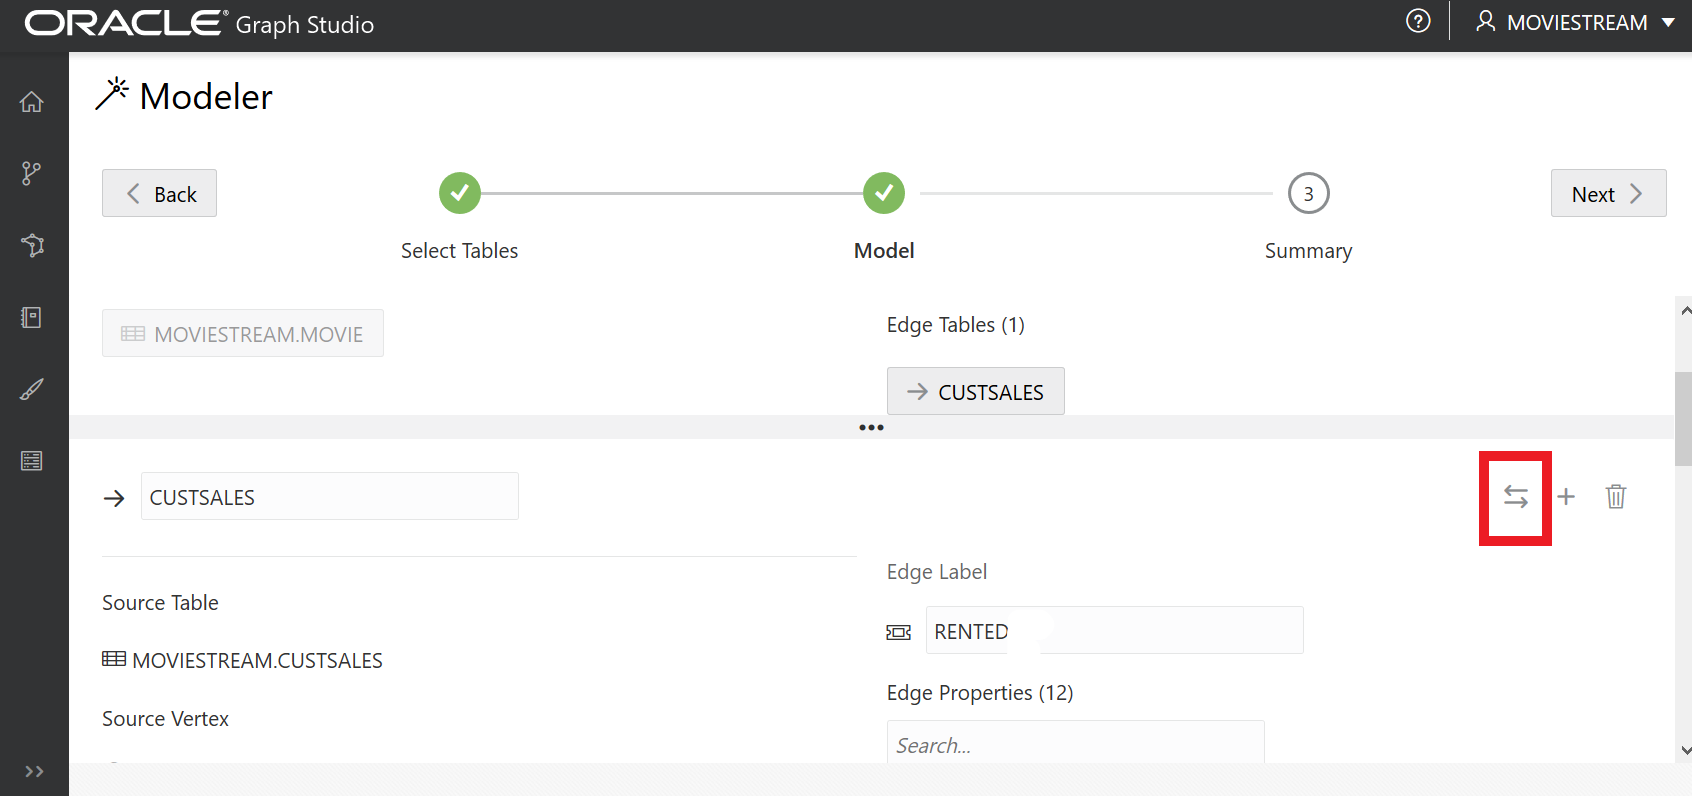 ORACLE® Graph Studio
MOVIESTREAM
Modeler
Back
3
Next
Select Tables
Model
Summary
MOVIESTREAM.MOVIE
Edge Tables (1)
CUSTSALES
CUSTSALES
Edge Label
Source Table
RENTED
MOVIESTREAM.CUSTSALES
Edge Properties (12)
Source Vertex
Search...